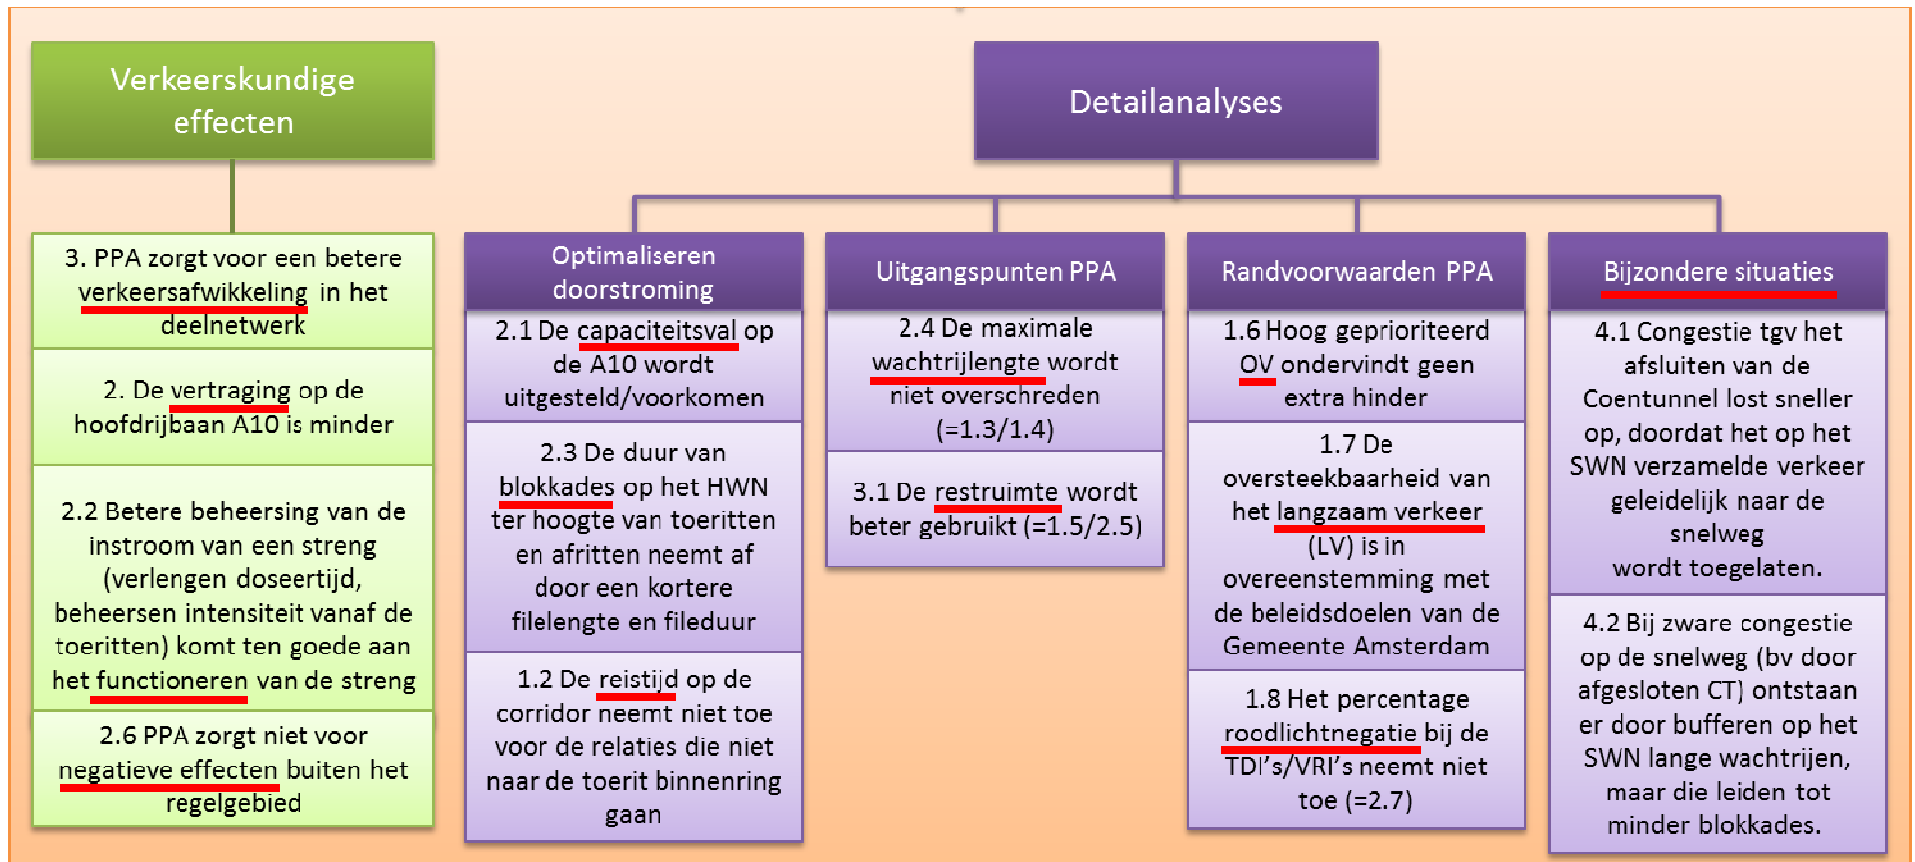 Verkeerskundige
effecten
3. PPA zorgt voor een betere
verkeersafwikkeling in het
deelnetwerk
2. De vertraging op de
hoofdrijbaan A10 is minder
2.2 Betere beheersing van de
instroom van een streng
(verlengen doseertijd,
beheersen intensiteit vanaf de
toeritten) komt ten goede aan
het functioneren van de streng
2.6 PPA zorgt niet voor
negatieve effecten buiten het
regelgebied
Detailanalyses
Optimaliseren
doorstroming
2.1 De capaciteitsval op
de A10 wordt
uitgesteld/voorkomen
2.3 De duur van
blokkades op het HWN
ter hoogte van toeritten
en afritten neemt af
door een kortere
filelengte en fileduur
1.2 De reistijd op de
corridor neemt niet toe
voor de relaties die niet
naar de toerit binnenring
gaan
Uitgangspunten PPA
2.4 De maximale
wachtrijlengte wordt
niet overschreden
(=1.3/1.4)
3.1 De restruimte wordt
beter gebruikt (=1.5/2.5)
Randvoorwaarden PPA
1.6 Hoog geprioriteerd
OV ondervindt geen
extra hinder
1.7 De
oversteekbaarheid van
het langzaam verkeer
(LV) is in
overeenstemming met
de beleidsdoelen van de
Gemeente Amsterdam
1.8 Het percentage
roodlichtnegatie bij de
TDI's/VRI's neemt niet
toe (=2.7)
Bijzondere situaties
4.1 Congestie tgv het
afsluiten van de
Coentunnel lost sneller
op, doordat het op het
SWN verzamelde verkeer
geleidelijk naar de
snelweg
wordt toegelaten.
4.2 Bij zware congestie
op de snelweg (bv door
afgesloten CT) ontstaan
er door bufferen op het
SWN lange wachtrijen,
maar die leiden tot
minder blokkades.